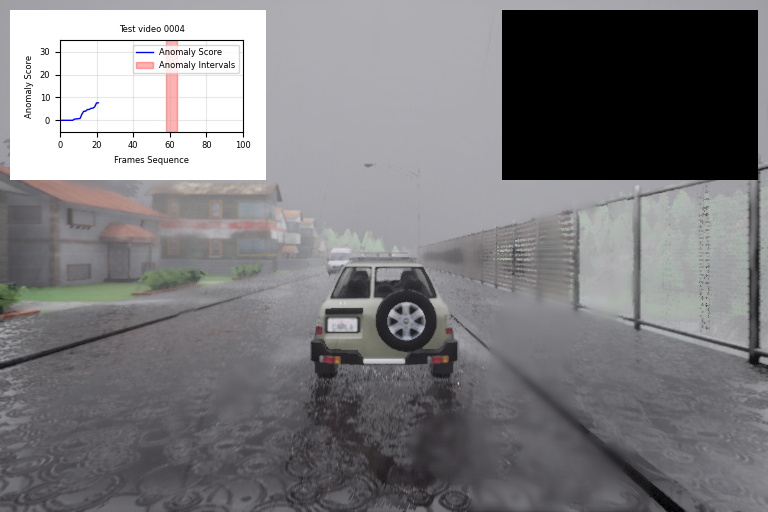 Test video 0004
Anomaly Score
Anomaly Intervals
Anomaly Score
30
20
10
0
0 20 40 60 80 100
Frames Sequence